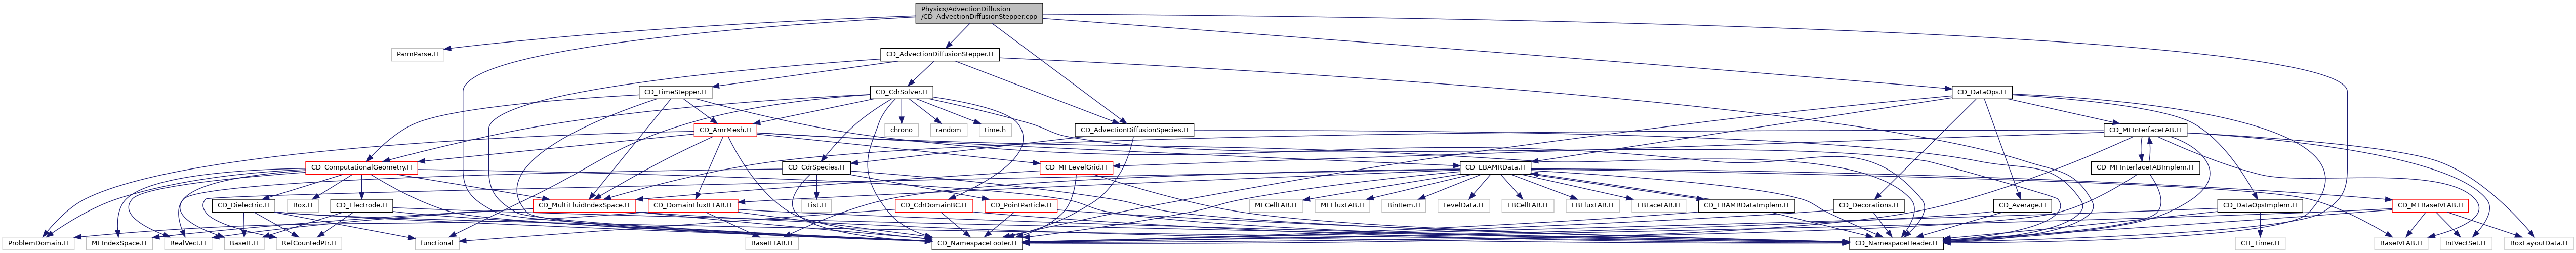 Physics/AdvectionDiffusion
/CD_AdvectionDiffusionStepper.cpp
ParmParse.H
CD_AdvectionDiffusionStepper.H
CD_TimeStepper.H
CD_CdrSolver.H
CD_DataOps.H
CD_AmrMesh.H
chrono
random
time.h
CD_AdvectionDiffusionSpecies.H
CD_MFInterfaceFAB.H
CD_ComputationalGeometry.H
CD_CdrSpecies.H
CD_MFLevelGrid.H
CD_EBAMRData.H
CD_MFInterfaceFABImplem.H
CD_Dielectric.H
Box.H
CD_Electrode.H
CD_MultiFluidIndexSpace.H
CD_DomainFluxIFFAB.H
List.H
CD_CdrDomainBC.H
CD_PointParticle.H
MFCellFAB.H
MFFluxFAB.H
BinItem.H
LevelData.H
EBCellFAB.H
EBFluxFAB.H
EBFaceFAB.H
CD_EBAMRDataImplem.H
CD_Decorations.H
CD_Average.H
CD_DataOpsImplem.H
CD_MFBaseIVFAB.H
ProblemDomain.H
MFIndexSpace.H
RealVect.H
BaseIF.H
RefCountedPtr.H
functional
BaseIFFAB.H
CD_NamespaceFooter.H
CD_NamespaceHeader.H
CH_Timer.H
BaseIVFAB.H
IntVectSet.H
BoxLayoutData.H